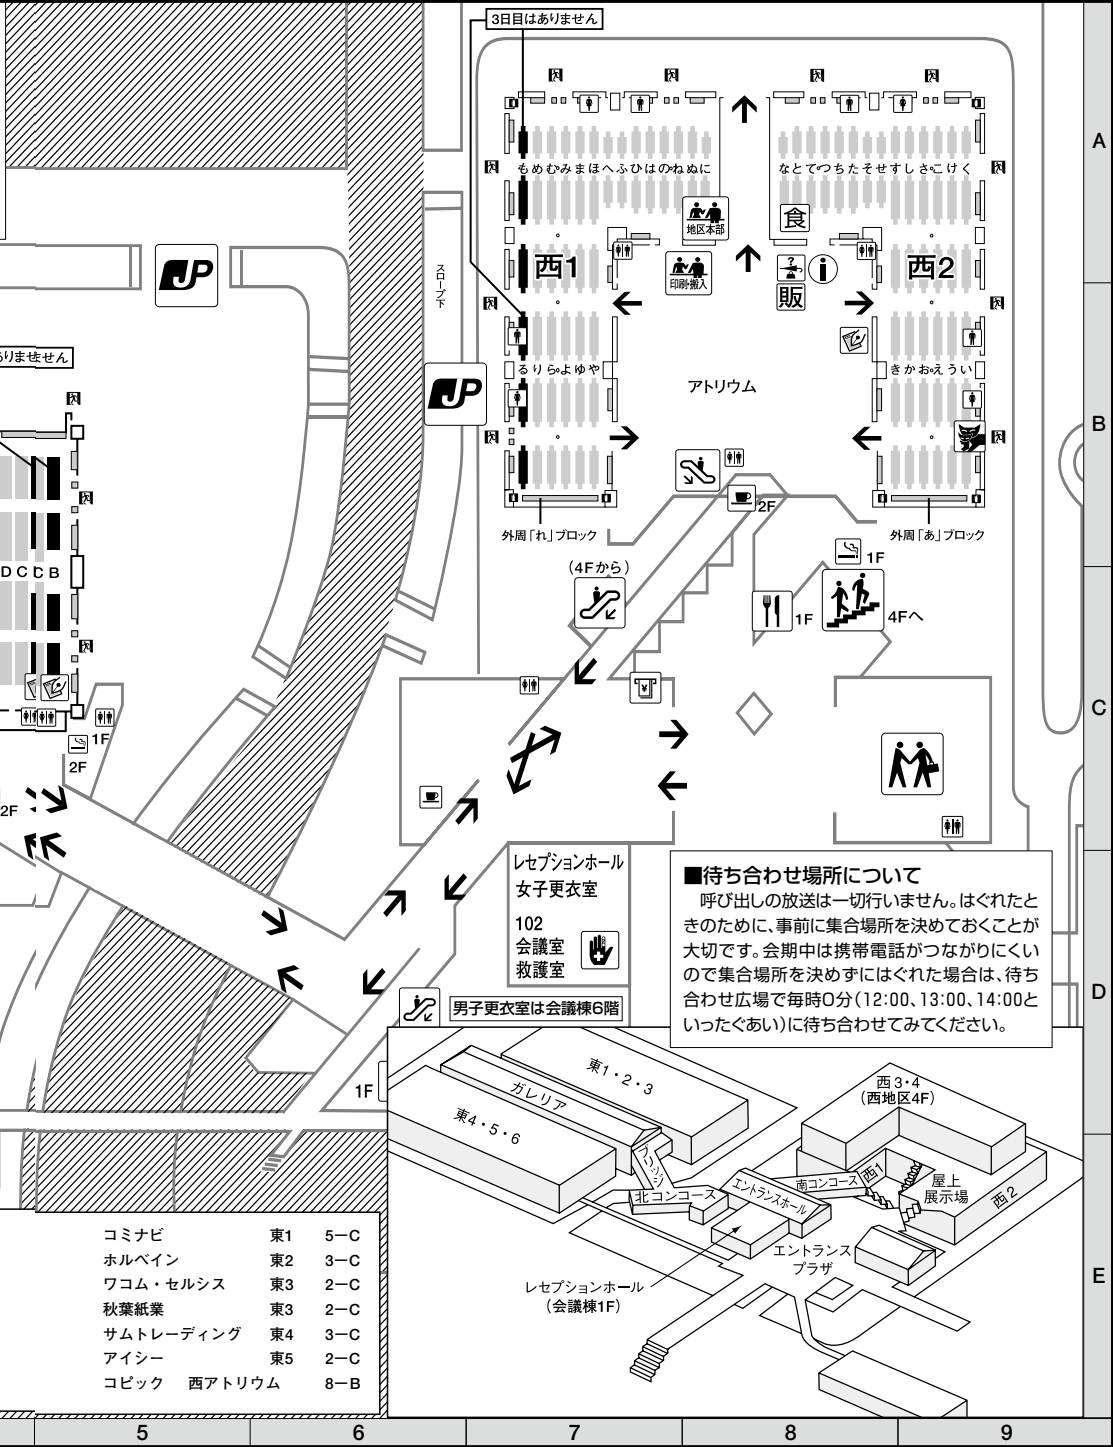 3日目はありません
A
もめむみまほへふひはのねぬに
なとてつちたそせすしさこけく
地区本部
食
西1
西2
印刷・搬入
?
i
販
JP
スロープ下
りませせん
JP
るりらよゆや
アトリウム
きかおえうい
B
2F
外周「れ」ブロック
外周「あ」ブロック
1F
(4Fから)
D C C B
1F
4Fへ
¥
C
1F
2F
2F
レセプションホール
女子更衣室
102
会議室
救護室
■待ち合わせ場所について
呼び出しの放送は一切行いません。はぐれたと
きのために、事前に集合場所を決めておくことが
大切です。会期中は携帯電話がつながりにくい
ので集合場所を決めずにはぐれた場合は、待ち
合わせ広場で毎時0分(12:00、13:00、14:00と
いったぐあい)に待ち合わせてみてください。
D
男子更衣室は会議棟6階
1F
東1・2・3
ガレリア
東4・5・6
西3・4
(西地区4F)
ブリッジ
北コンコース
エントランスホール
南コンコース
西1
屋上
展示場
西2
エントランス
プラザ
レセプションホール
(会議棟1F)
E
コミナビ 東1 5-C
ホルベイン 東2 3-C
ワコム・セルシス 東3 2-C
秋葉紙業 東3 2-C
サムトレーディング 東4 3-C
アイシー 東5 2-C
コピック 西アトリウム 8-B
5 6 7 8 9